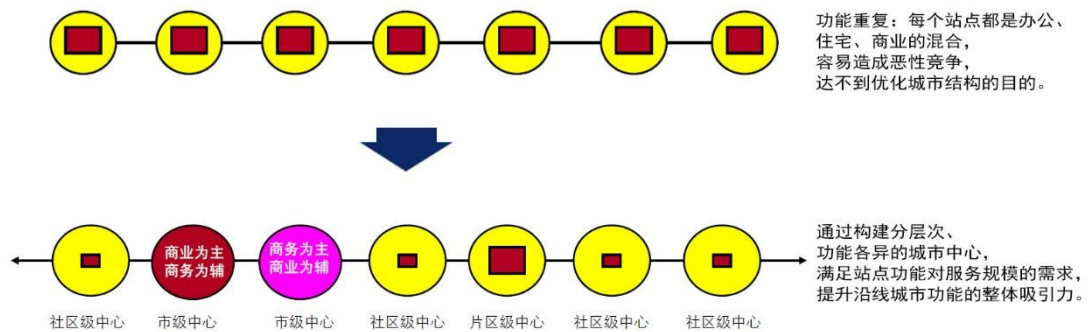 功能重复：每个站点都是办公、
住宅、商业的混合，
容易造成恶性竞争，
达不到优化城市结构的目的。
商业为主
商务为辅
商务为主
商业为辅
通过构建分层次、
功能各异的城市中心，
满足站点功能对服务规模的需求，
提升沿线城市功能的整体吸引力。
社区级中心
市级中心
市级中心
社区级中心
片区级中心
社区级中心
社区级中心